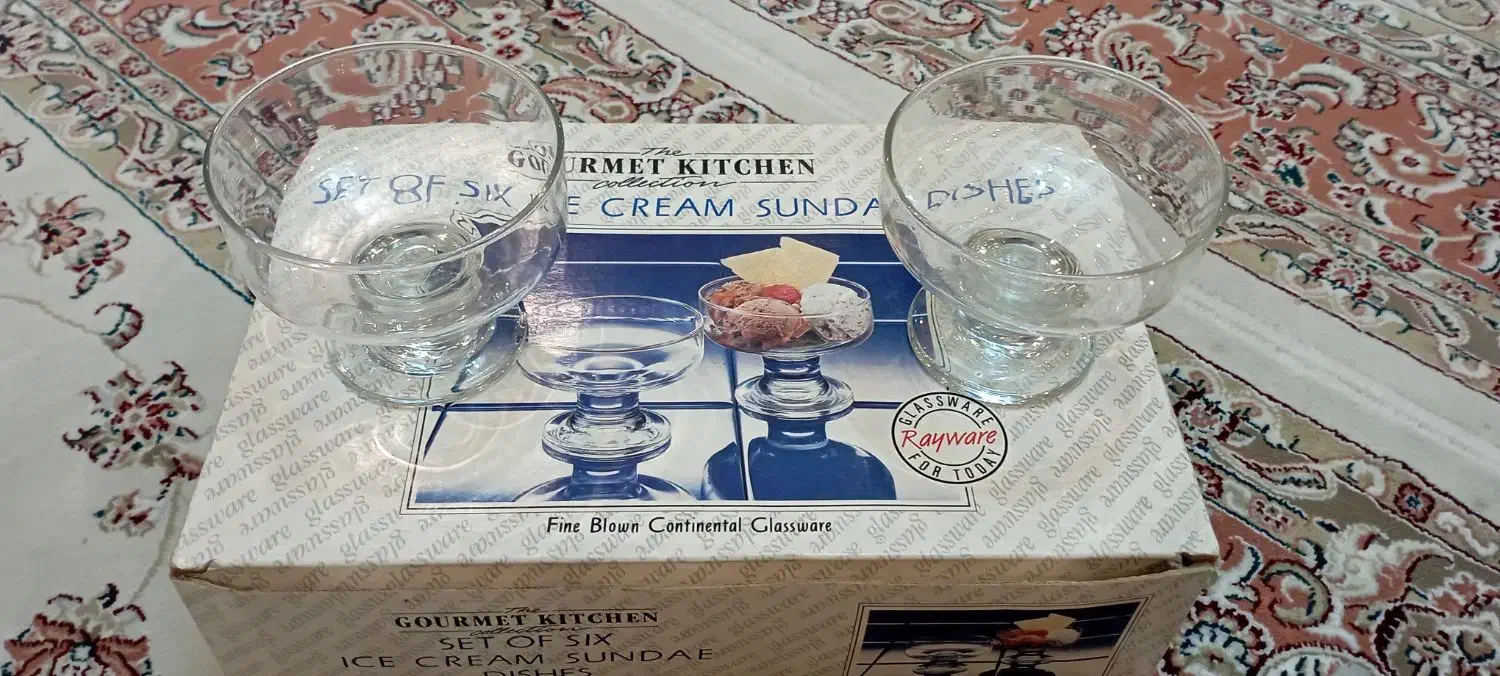 The
GOURMET KITCHEN
collection
SET OF SIX ICE CREAM SUNDAE DISHES
GLASSWARE
Rayware
FOR TODAY
Fine Blown Continental Glassware
The
GOURMET KITCHEN
collection
SET OF SIX
ICE CREAM SUNDAE
DISHES